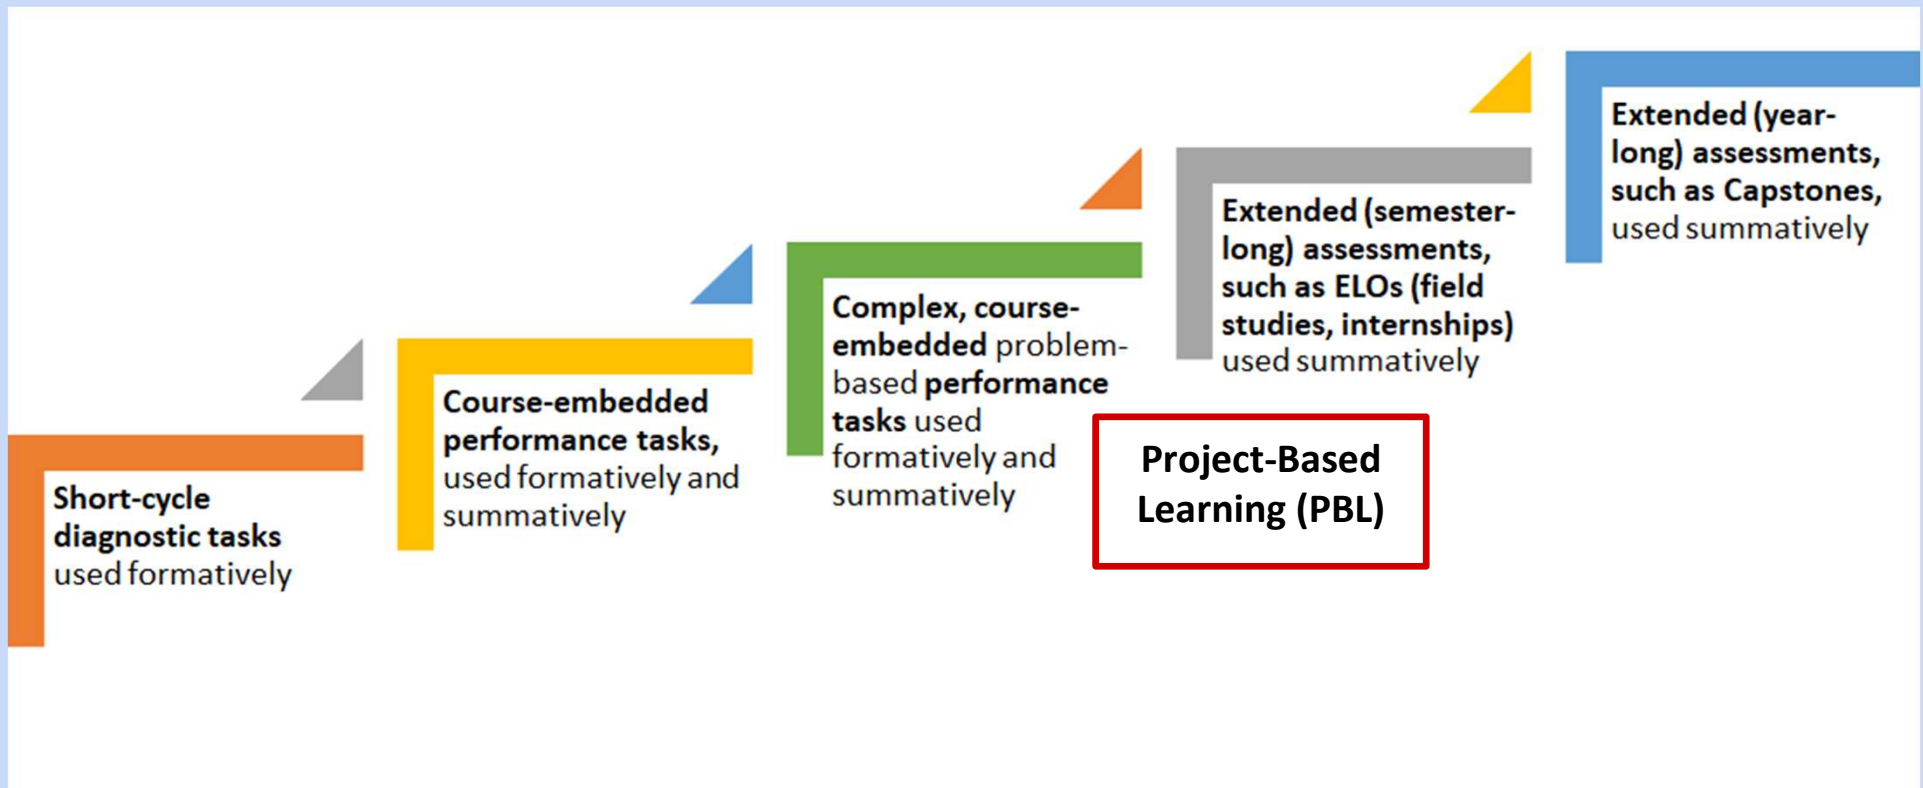 Short-cycle
diagnostic tasks
used formatively
Course-embedded
performance tasks,
used formatively and
summatively
Complex, course-
embedded problem-
based performance
tasks used
formatively and
summatively
Project-Based
Learning (PBL)
Extended (semester-
long) assessments,
such as ELOs (field
studies, internships)
used summatively
Extended (year-
long) assessments,
such as Capstones,
used summatively